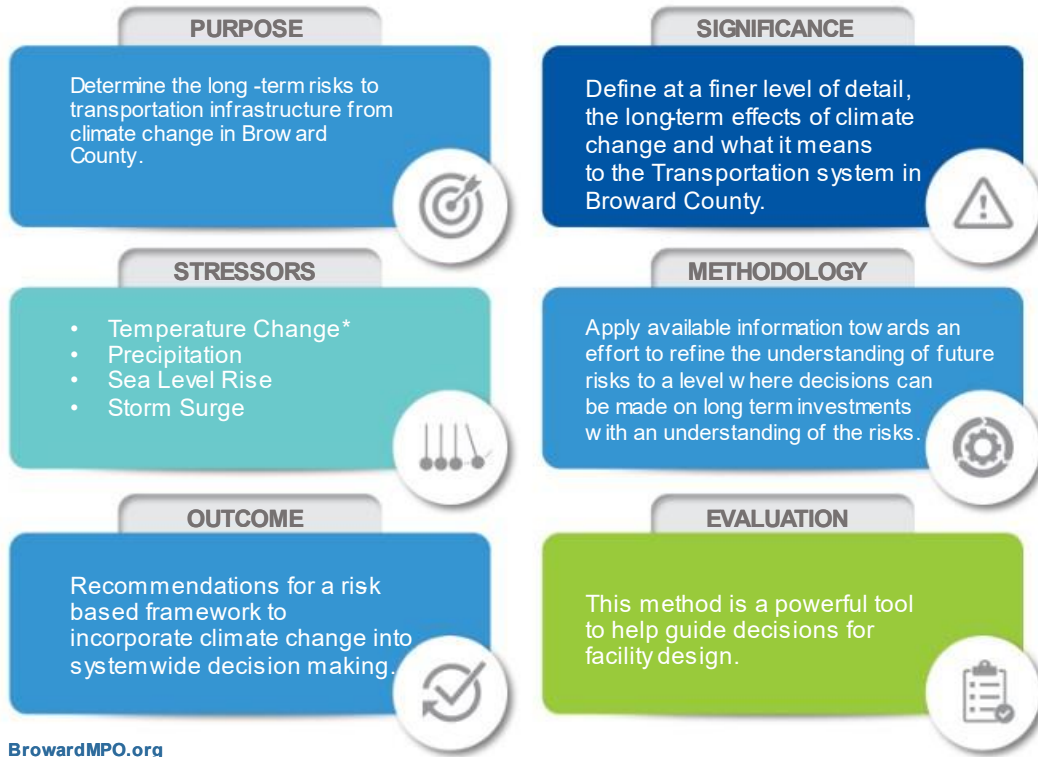 PURPOSE
Determine the long -term risks to
transportation infrastructure from
climate change in Brow ard
County.
SIGNIFICANCE
Define at a finer level of detail,
the long-term effects of climate
change and what it means
to the Transportation system in
Broward County.
STRESSORS
• Temperature Change*
• Precipitation
• Sea Level Rise
• Storm Surge
METHODOLOGY
Apply available information tow ards an
effort to refine the understanding of future
risks to a level w here decisions can
be made on long term investments
w ith an understanding of the risks.
OUTCOME
Recommendations for a risk
based framework to
incorporate climate change into
systemwide decision making.
EVALUATION
This method is a powerful tool
to help guide decisions for
facility design.
BrowardMPO.org